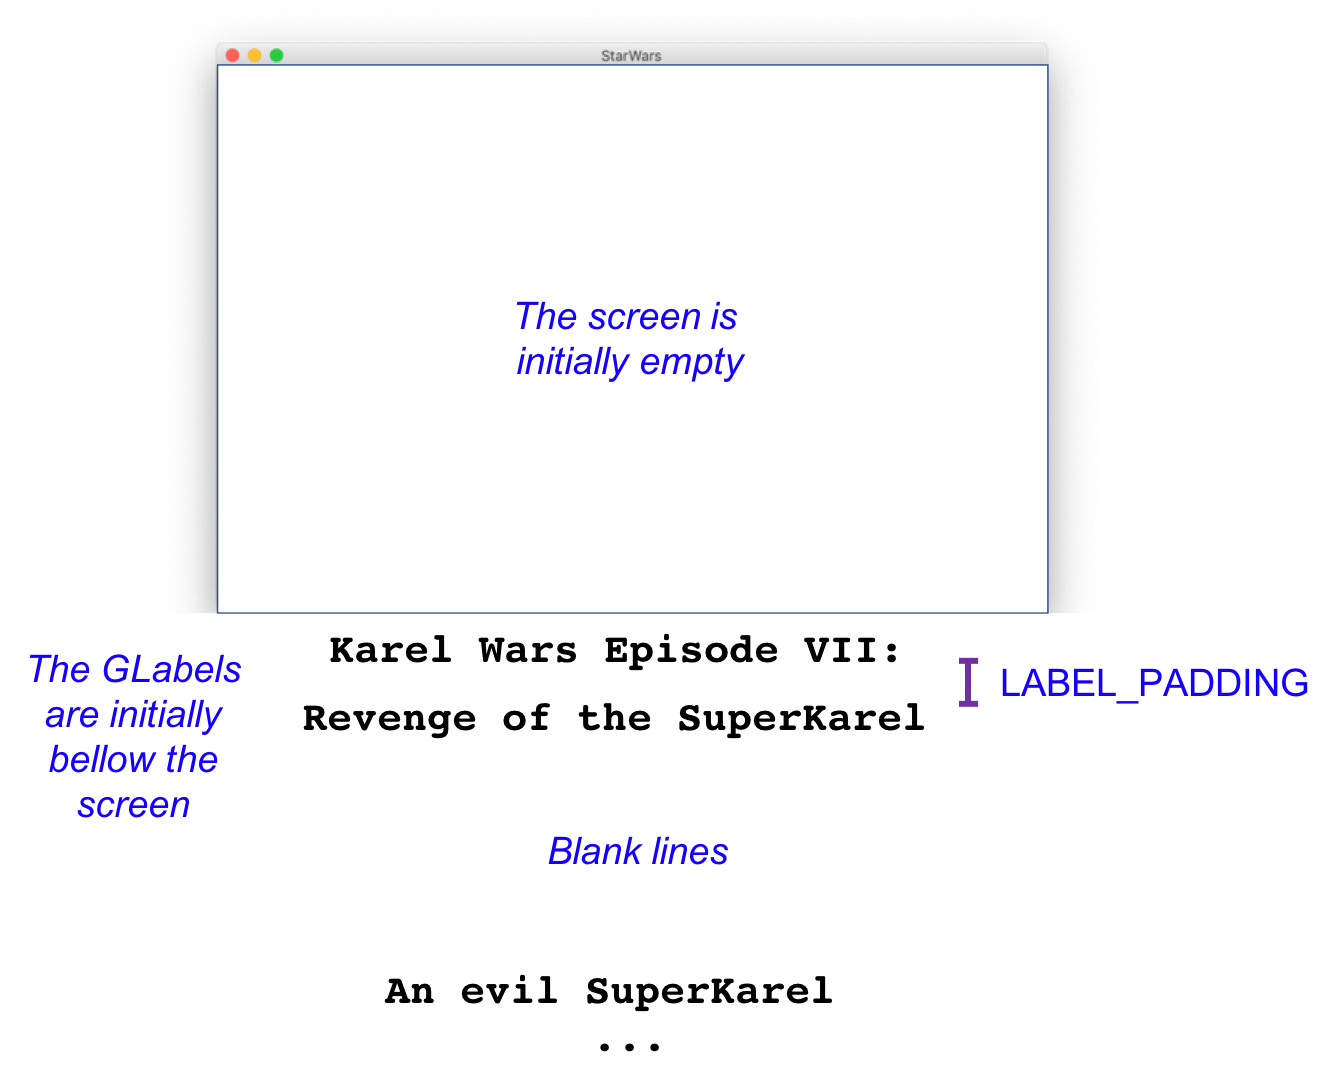 StarWars
The screen is
initially empty
Karel Wars Episode VII:
The GLabels
are initially
bellow the
screen
LABEL_PADDING
Revenge of the SuperKarel
Blank lines
An evil SuperKarel
...